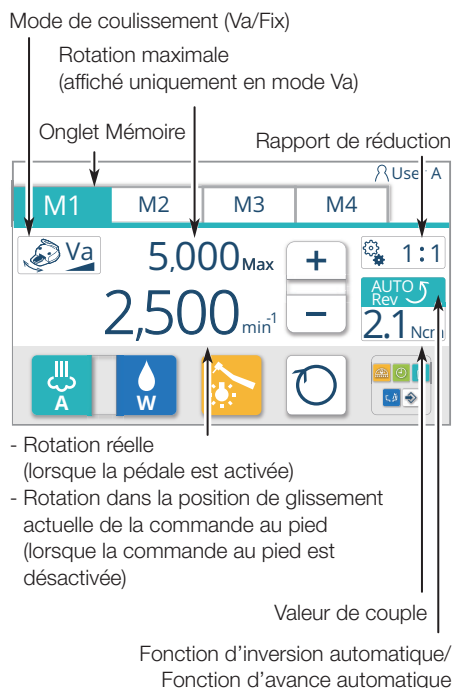 Mode de coulissement (Va/Fix)
Rotation maximale
(affiché uniquement en mode Va)
Onglet Mémoire
Rapport de réduction
User A
M1 M2 M3 M4
Va 5,000 Max + 1:1
AUTO
Rev
2,500 min-1 − 2.1 Ncm
A W
- Rotation réelle
(lorsque la pédale est activée)
- Rotation dans la position de glissement
actuelle de la commande au pied
(lorsque la commande au pied est
désactivée)
Valeur de couple
Fonction d’inversion automatique/
Fonction d’avance automatique